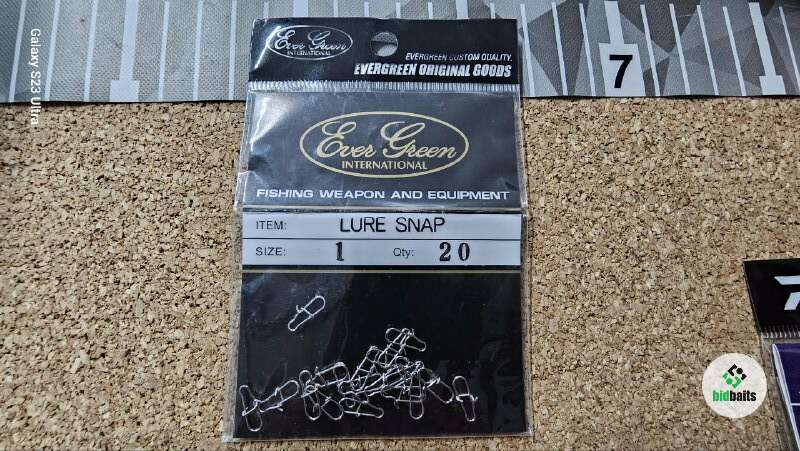 Galaxy S23 Ultra
Ever Green
INTERNATIONAL
EVERGREEN CUSTOM QUALITY.
EVERGREEN ORIGINAL GOODS
7
Ever Green
INTERNATIONAL
FISHING WEAPON AND EQUIPMENT
ITEM: LURE SNAP
SIZE: 1 Qty: 20
bidbaits